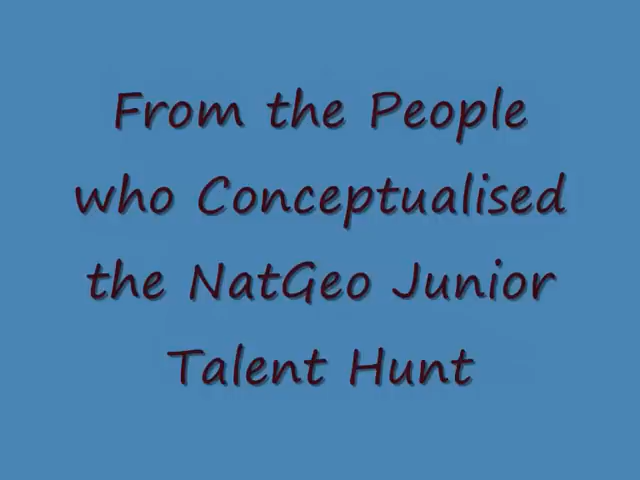 From the People
who Conceptualised
the NatGeo Junior
Talent Hunt